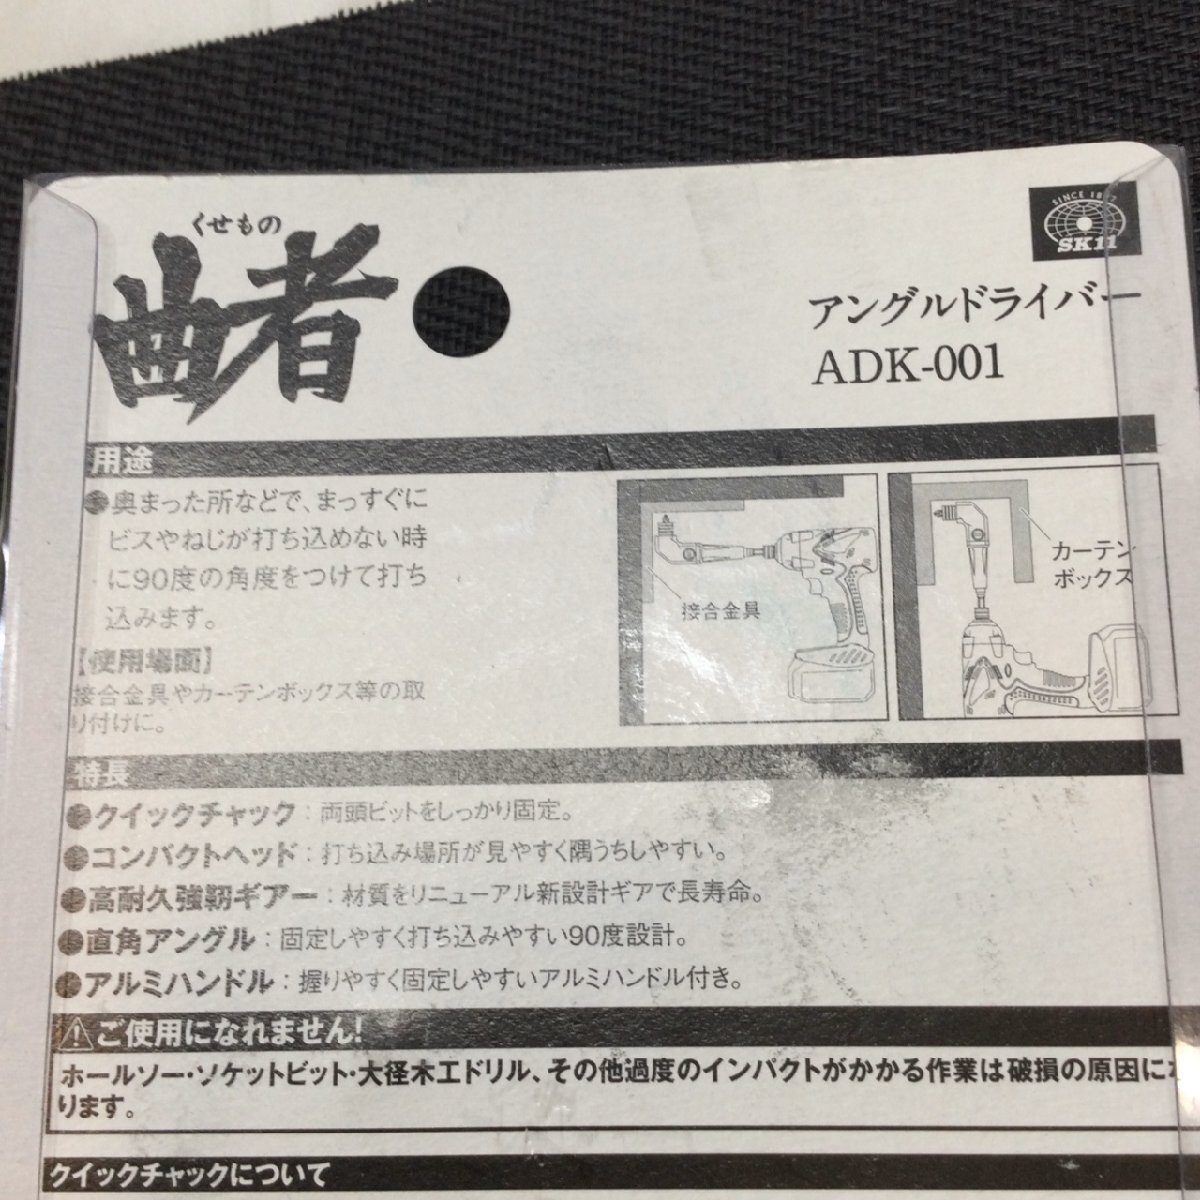 くせもの
曲者
SK11
アングルドライバー
ADK-001
用途
●奥まった所などで、まっすぐに
ビスやねじが打ち込めない時
に90度の角度をつけて打ち
込みます。
【使用場面】
接合金具やカーテンボックス等の取
り付けに。
接合金具
カーテン
ボックス
特長
●クイックチャック：両頭ビットをしっかり固定。
●コンパクトヘッド：打ち込み場所が見やすく隅うちしやすい。
●高耐久強靭ギアー：材質をリニューアル新設計ギアで長寿命。
●直角アングル：固定しやすく打ち込みやすい90度設計。
●アルミハンドル：握りやすく固定しやすいアルミハンドル付き。
⚠ご使用になれません!
ホールソー・ソケットビット・大径木工ドリル、その他過度のインパクトがかかる作業は破損の原因にな
ります。
クイックチャックについて